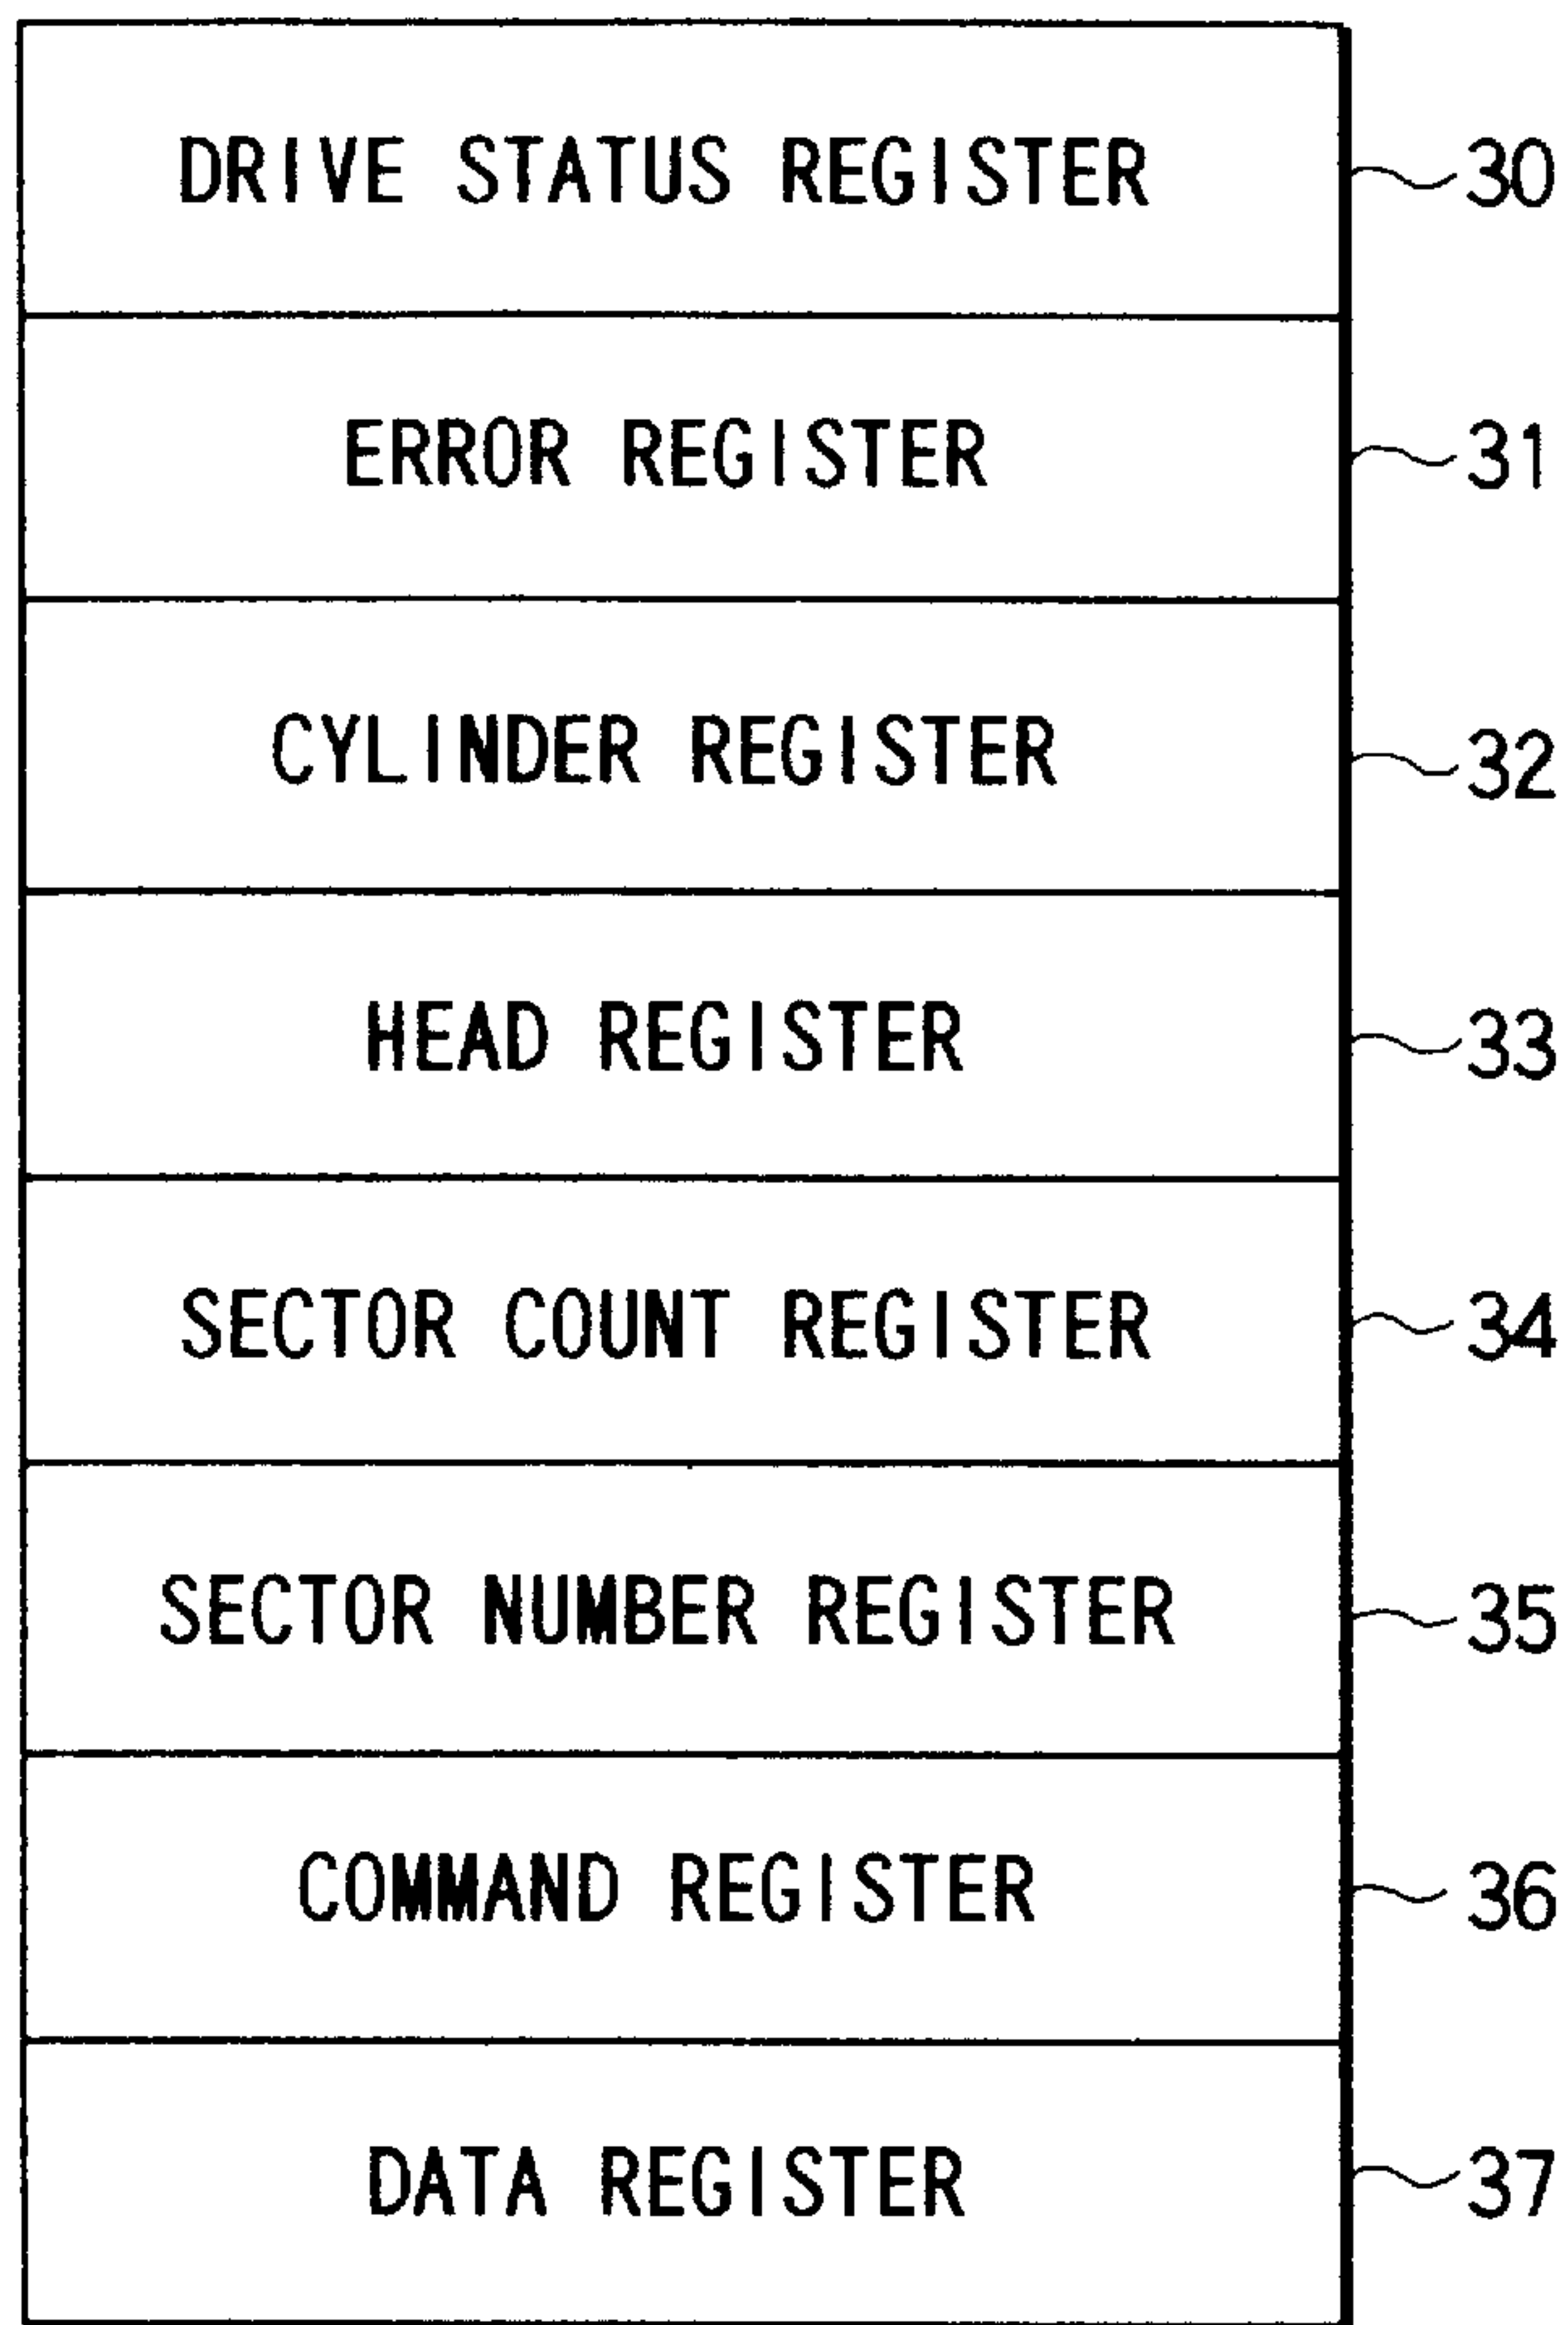 DRIVE STATUS REGISTER 30
ERROR REGISTER 31
CYLINDER REGISTER 32
HEAD REGISTER 33
SECTOR COUNT REGISTER 34
SECTOR NUMBER REGISTER 35
COMMAND REGISTER 36
DATA REGISTER 37